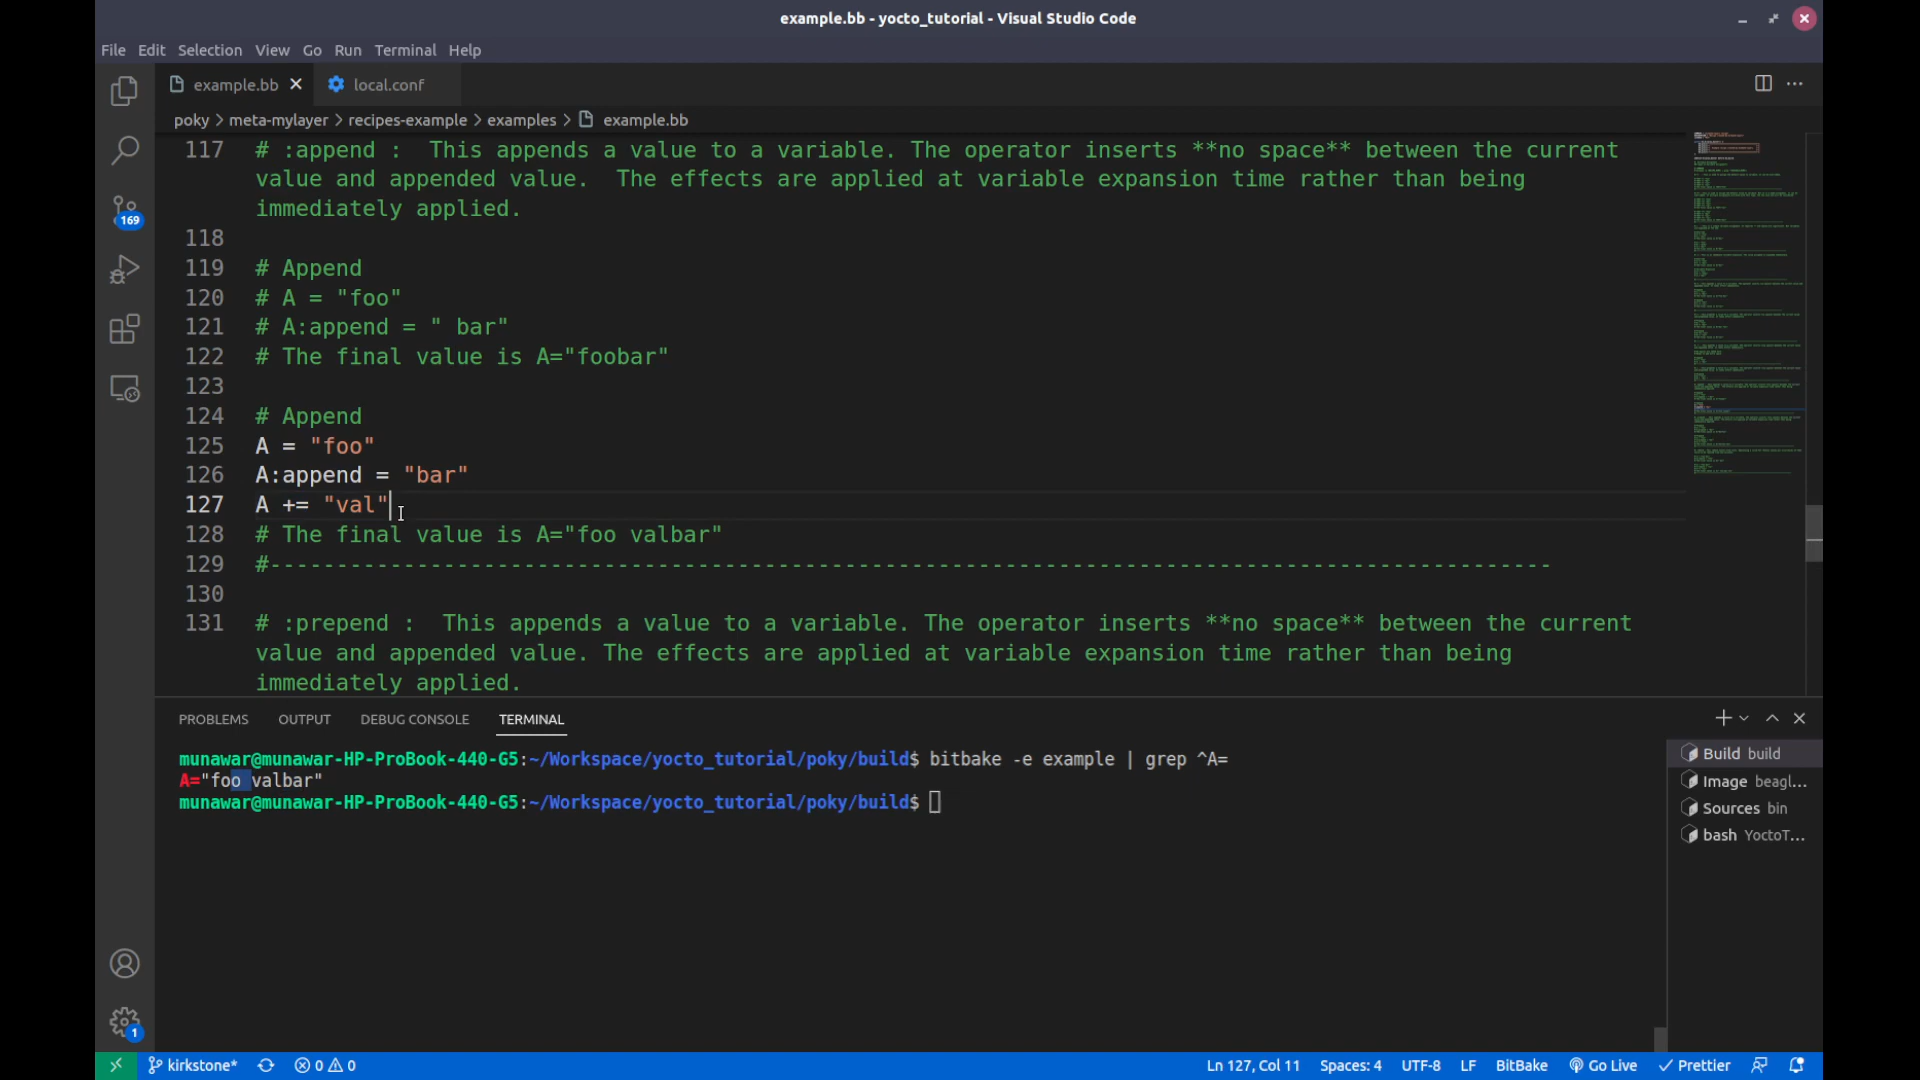 example.bb - yocto_tutorial - Visual Studio Code
File Edit Selection View Go Run Terminal Help
example.bb local.conf
poky > meta-mylayer > recipes-example > examples > example.bb
117 # :append :  This appends a value to a variable. The operator inserts **no space** between the current
value and appended value.  The effects are applied at variable expansion time rather than being
immediately applied.
118
119 # Append
120 # A = "foo"
121 # A:append = " bar"
122 # The final value is A="foobar"
123
124 # Append
125 A = "foo"
126 A:append = "bar"
127 A += "val"
128 # The final value is A="foo valbar"
129 #------------------------------------------------------------------------------------------------
130
131 # :prepend :  This appends a value to a variable. The operator inserts **no space** between the current
value and appended value. The effects are applied at variable expansion time rather than being
immediately applied.
169
PROBLEMS OUTPUT DEBUG CONSOLE TERMINAL
munawar@munawar-HP-ProBook-440-G5:~/Workspace/yocto_tutorial/poky/build$ bitbake -e example | grep ^A=
A="foo valbar"
munawar@munawar-HP-ProBook-440-G5:~/Workspace/yocto_tutorial/poky/build$
Build build
Image beagl...
Sources bin
bash YoctoT...
1
kirkstone* 0 0 Ln 127, Col 11 Spaces: 4 UTF-8 LF BitBake Go Live Prettier